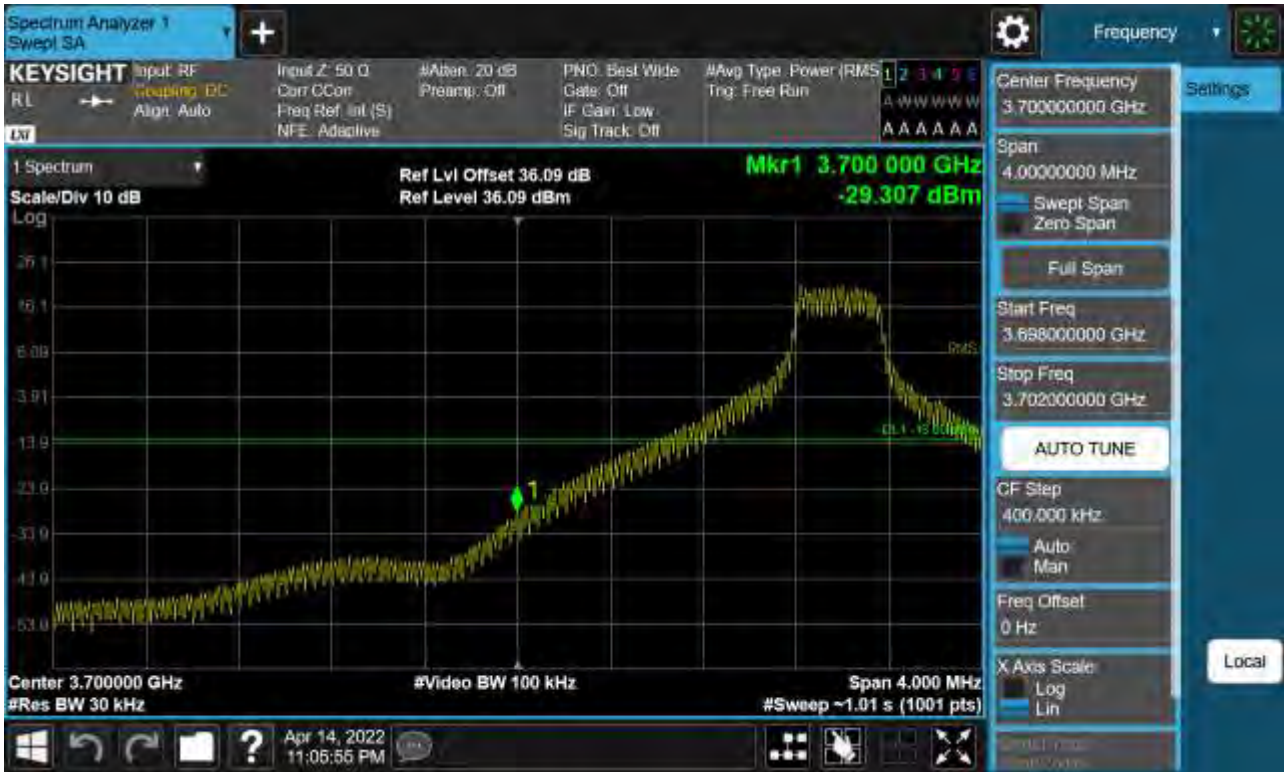 Spectrum Analyzer 1
Swept SA
+
Frequency
KEYSIGHT
RL
LXI
Input: RF
Coupling: DC
Align: Auto
Input Z: 50 Ω
Corr CCorr
Freq Ref: Int (S)
NFE: Adaptive
#Atten: 20 dB
Preamp: Off
PNO: Best Wide
Gate: Off
IF Gain: Low
Sig Track: Off
#Avg Type: Power (RMS
Trig: Free Run
1 2 3 4 5 6
A W W W W W
A A A A A A
1 Spectrum
Scale/Div 10 dB
Log
Ref Lvl Offset 36.09 dB
Ref Level 36.09 dBm
Mkr1 3.700 000 GHz
-29.307 dBm
26.1
16.1
6.09
-3.91
-13.9
-23.9
-33.9
-43.9
-53.9
RMS
1
Center 3.700000 GHz
#Res BW 30 kHz
#Video BW 100 kHz
Span 4.000 MHz
#Sweep ~1.01 s (1001 pts)
Center Frequency
3.700000000 GHz
Span
4.00000000 MHz
Swept Span
Zero Span
Full Span
Start Freq
3.698000000 GHz
Stop Freq
3.702000000 GHz
AUTO TUNE
CF Step
400.000 kHz
Auto
Man
Freq Offset
0 Hz
X Axis Scale
Log
Lin
Settings
Local
?
Apr 14, 2022
11:05:55 PM